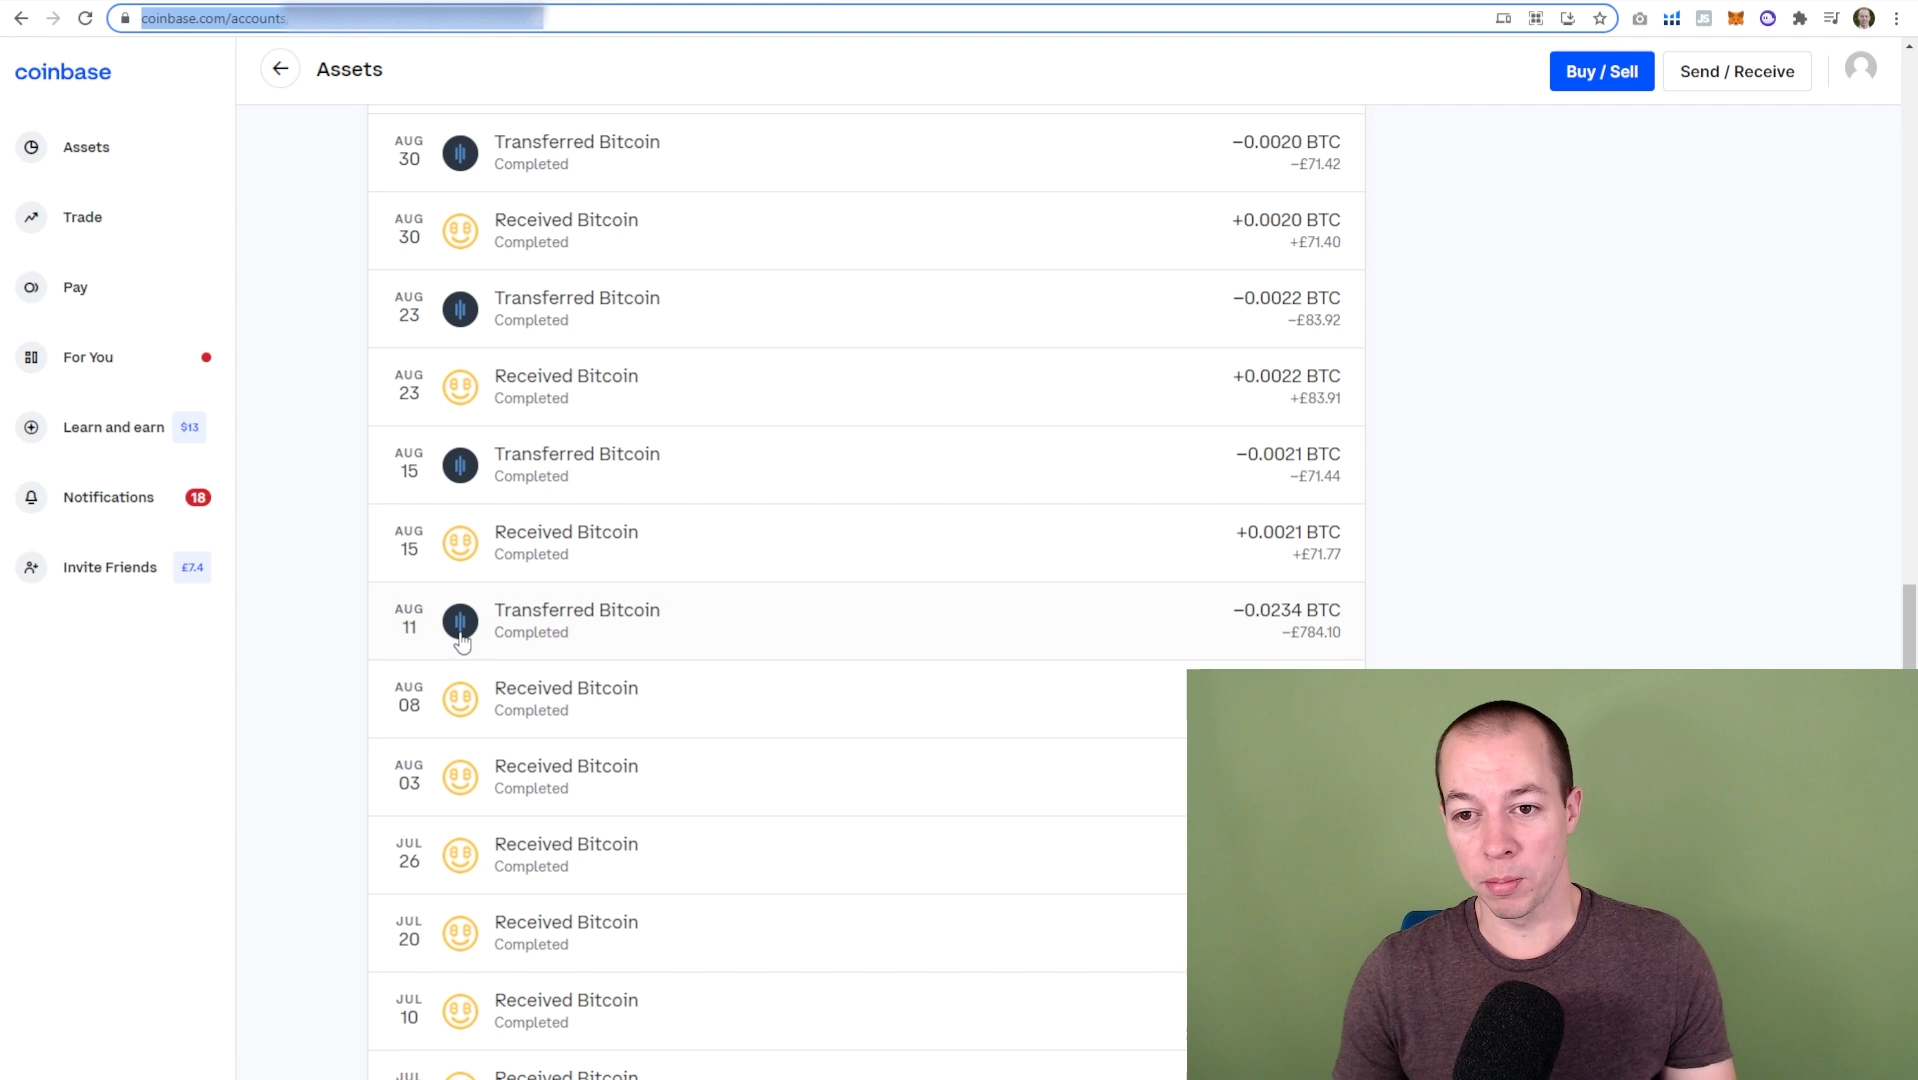 coinbase.com/accounts
coinbase
Assets
Buy / Sell
Send / Receive
Assets
Trade
Pay
For You
Learn and earn $13
Notifications 18
Invite Friends £7.4
AUG 30 Transferred Bitcoin −0.0020 BTC
Completed −£71.42
AUG 30 Received Bitcoin +0.0020 BTC
Completed +£71.40
AUG 23 Transferred Bitcoin −0.0022 BTC
Completed −£83.92
AUG 23 Received Bitcoin +0.0022 BTC
Completed +£83.91
AUG 15 Transferred Bitcoin −0.0021 BTC
Completed −£71.44
AUG 15 Received Bitcoin +0.0021 BTC
Completed +£71.77
AUG 11 Transferred Bitcoin −0.0234 BTC
Completed −£784.10
AUG 08 Received Bitcoin
Completed
AUG 03 Received Bitcoin
Completed
JUL 26 Received Bitcoin
Completed
JUL 20 Received Bitcoin
Completed
JUL 10 Received Bitcoin
Completed
JUL Received Bitcoin